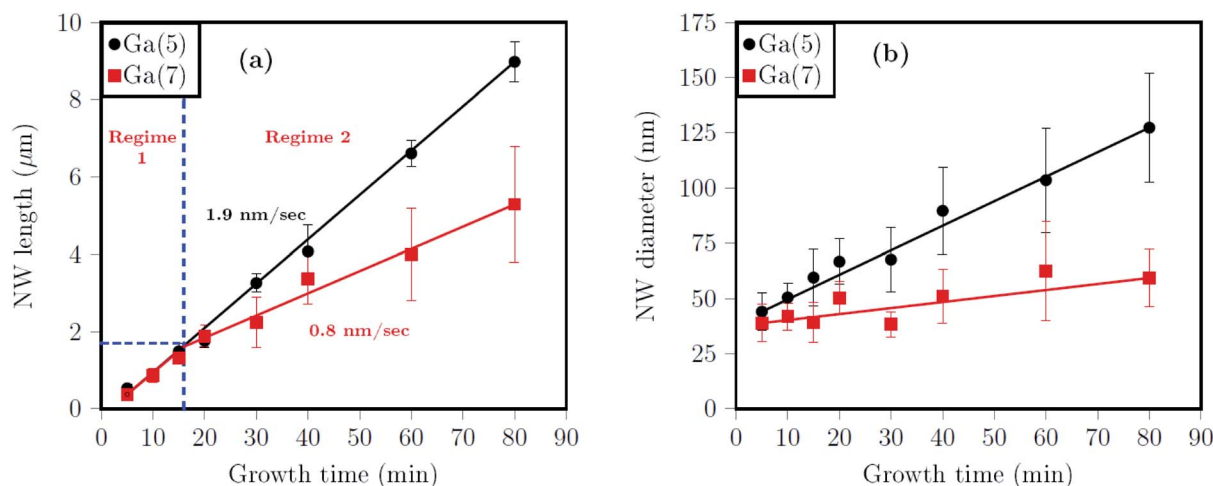 Ga(5)
Ga(7)
(a)
Regime
1
Regime 2
1.9 nm/sec
0.8 nm/sec
10
8
6
4
2
0
NW length (μm)
0 10 20 30 40 50 60 70 80 90
Growth time (min)
Ga(5)
Ga(7)
(b)
175
150
125
100
75
50
25
0
NW diameter (nm)
0 10 20 30 40 50 60 70 80 90
Growth time (min)